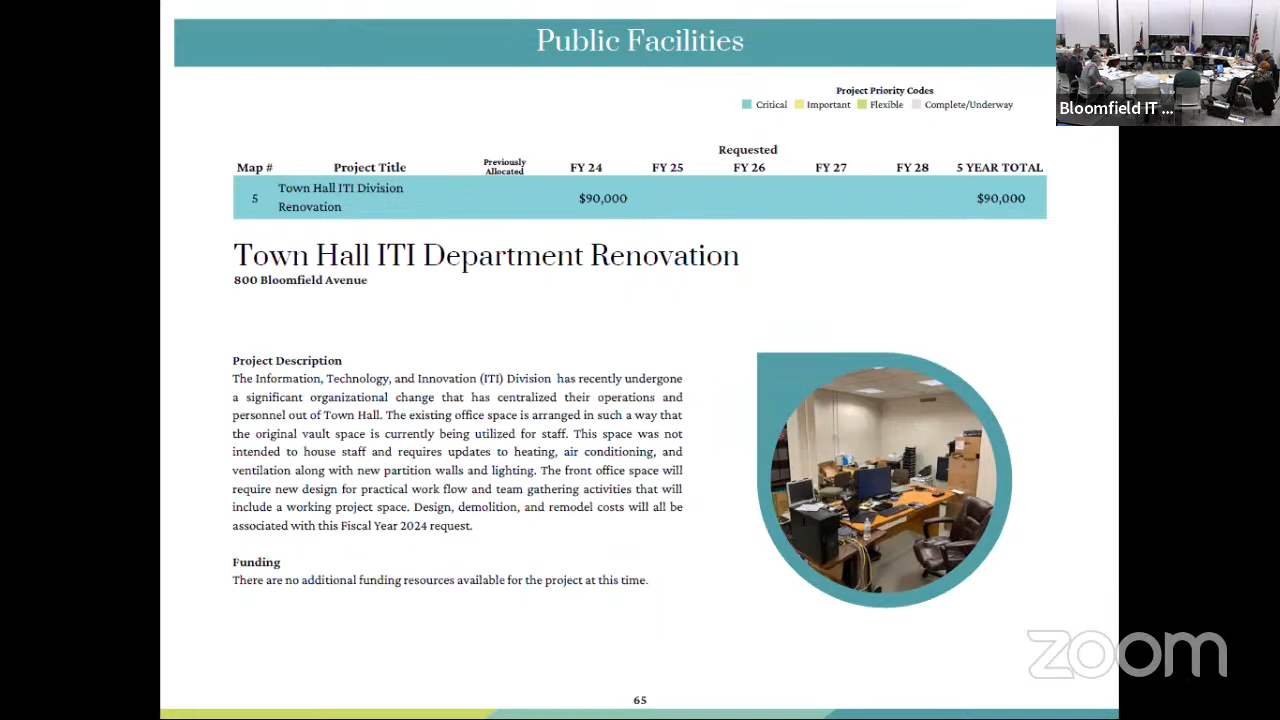 Public Facilities
Bloomfield IT ...
Project Priority Codes
Critical Important Flexible Complete/Underway
Requested
Map # Project Title Previously Allocated FY 24 FY 25 FY 26 FY 27 FY 28 5 YEAR TOTAL
5 Town Hall ITI Division $90,000 $90,000
Renovation
Town Hall ITI Department Renovation
800 Bloomfield Avenue
Project Description
The Information, Technology, and Innovation (ITI) Division has recently undergone
a significant organizational change that has centralized their operations and
personnel out of Town Hall. The existing office space is arranged in such a way that
the original vault space is currently being utilized for staff. This space was not
intended to house staff and requires updates to heating, air conditioning, and
ventilation along with new partition walls and lighting. The front office space will
require new design for practical work flow and team gathering activities that will
include a working project space. Design, demolition, and remodel costs will all be
associated with this Fiscal Year 2024 request.
Funding
There are no additional funding resources available for the project at this time.
zoom
65